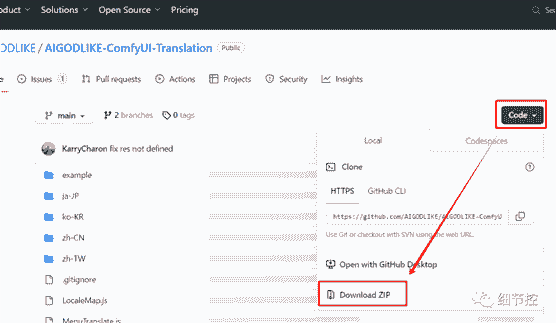 oduct Solutions Open Source Pricing
ODLIKE / AIGODLIKE-ComfyUI-Translation Public
Issues 1 Pull requests Actions Projects Security Insights
main 2 branches 0 tags Code
Local Codespaces
KarryCharon fix res not defined
Clone
example
HTTPS GitHub CLI
ja-JP
ko-KR
https://github.com/AIGODLIKE/AIGODLIKE-ComfyU
zh-CN
Use Git or checkout with SVN using the web URL.
zh-TW
Open with GitHub Desktop
.gitignore
Download ZIP
LocaleMap.js
MenuTranslate.js
细节控